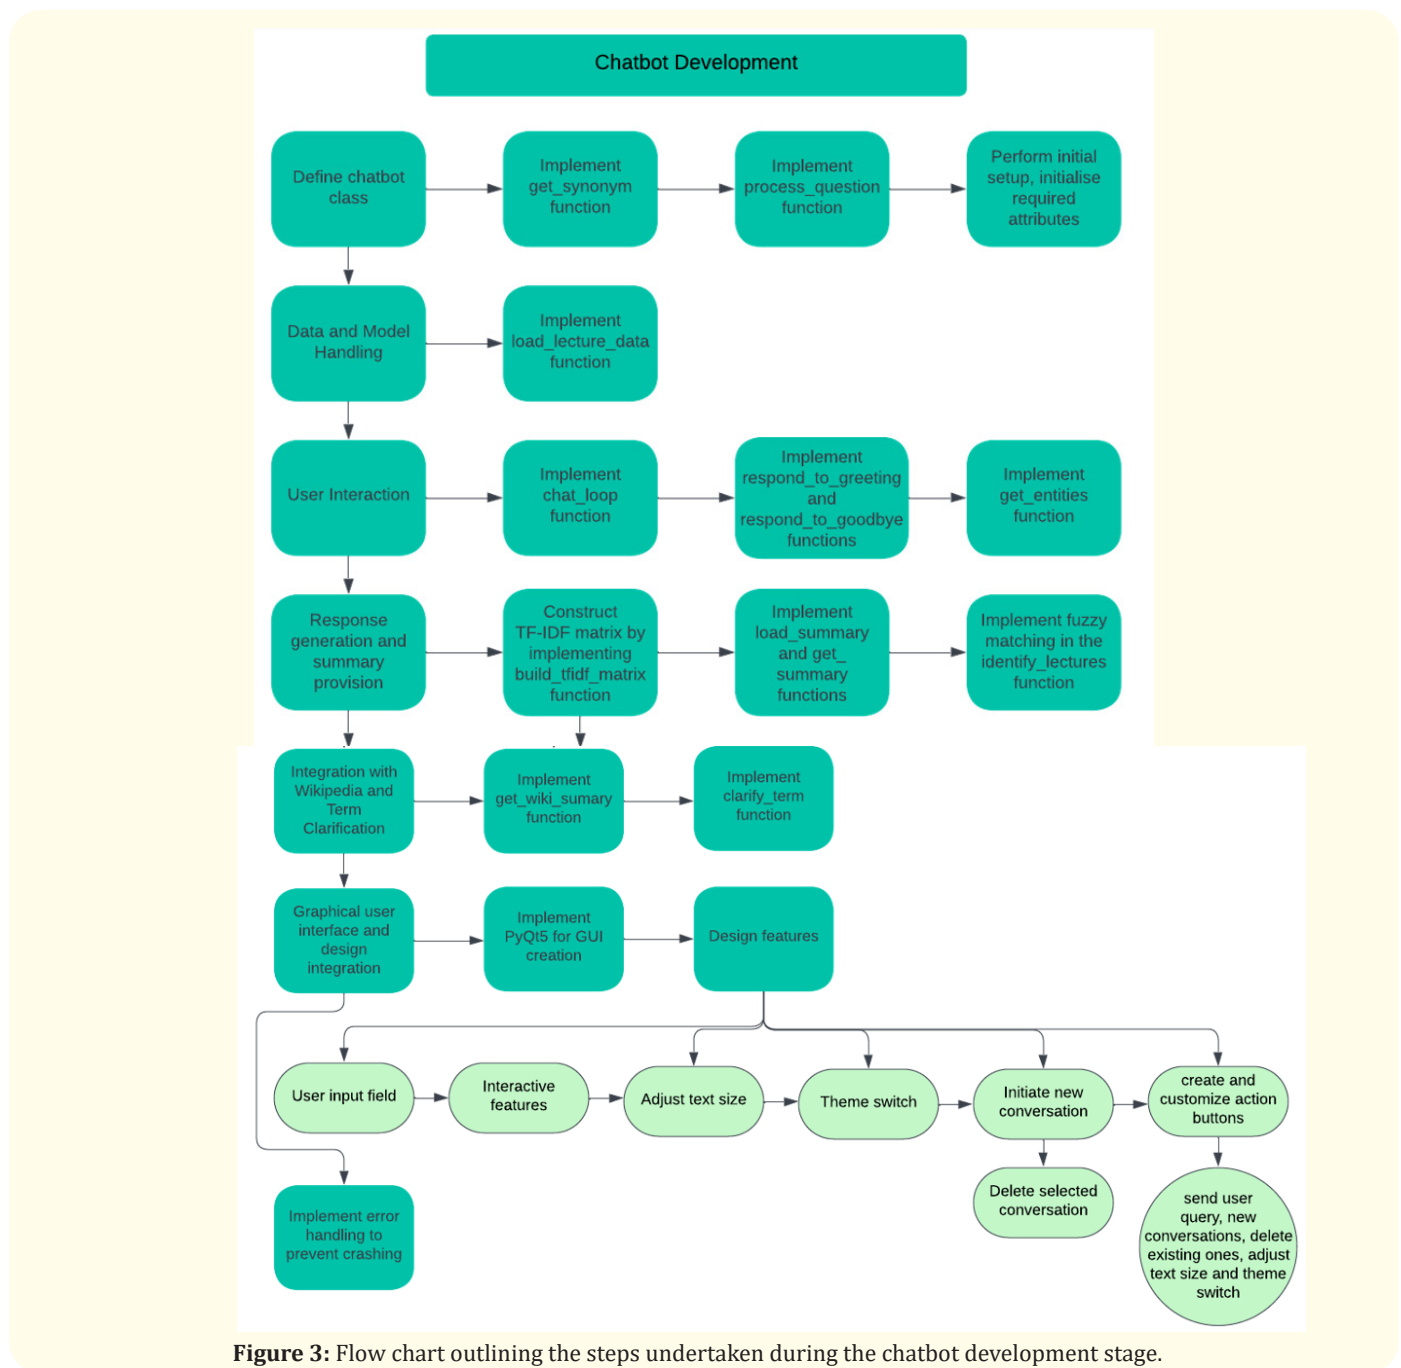 Chatbot Development
Define chatbot
class
Implement
get_synonym
function
Implement
process_question
function
Perform initial
setup, initialise
required
attributes
Data and Model
Handling
Implement
load_lecture_data
function
User Interaction
Implement
chat_loop
function
Implement
respond_to_greeting
and
respond_to_goodbye
functions
Implement
get_entities
function
Response
generation and
summary
provision
Construct
TF-IDF matrix by
implementing
build_tfidf_matrix
function
Implement
load_summary
and get_
summary
functions
Implement fuzzy
matching in the
identify_lectures
function
Integration with
Wikipedia and
Term
Clarification
Implement
get_wiki_sumary
function
Implement
clarify_term
function
Graphical user
interface and
design
integration
Implement
PyQt5 for GUI
creation
Design features
User input field
Interactive
features
Adjust text size
Theme switch
Initiate new
conversation
create and
customize action
buttons
Delete selected
conversation
send user
query, new
conversations, delete
existing ones, adjust
text size and theme
switch
Implement error
handling to
prevent crashing
Figure 3: Flow chart outlining the steps undertaken during the chatbot development stage.